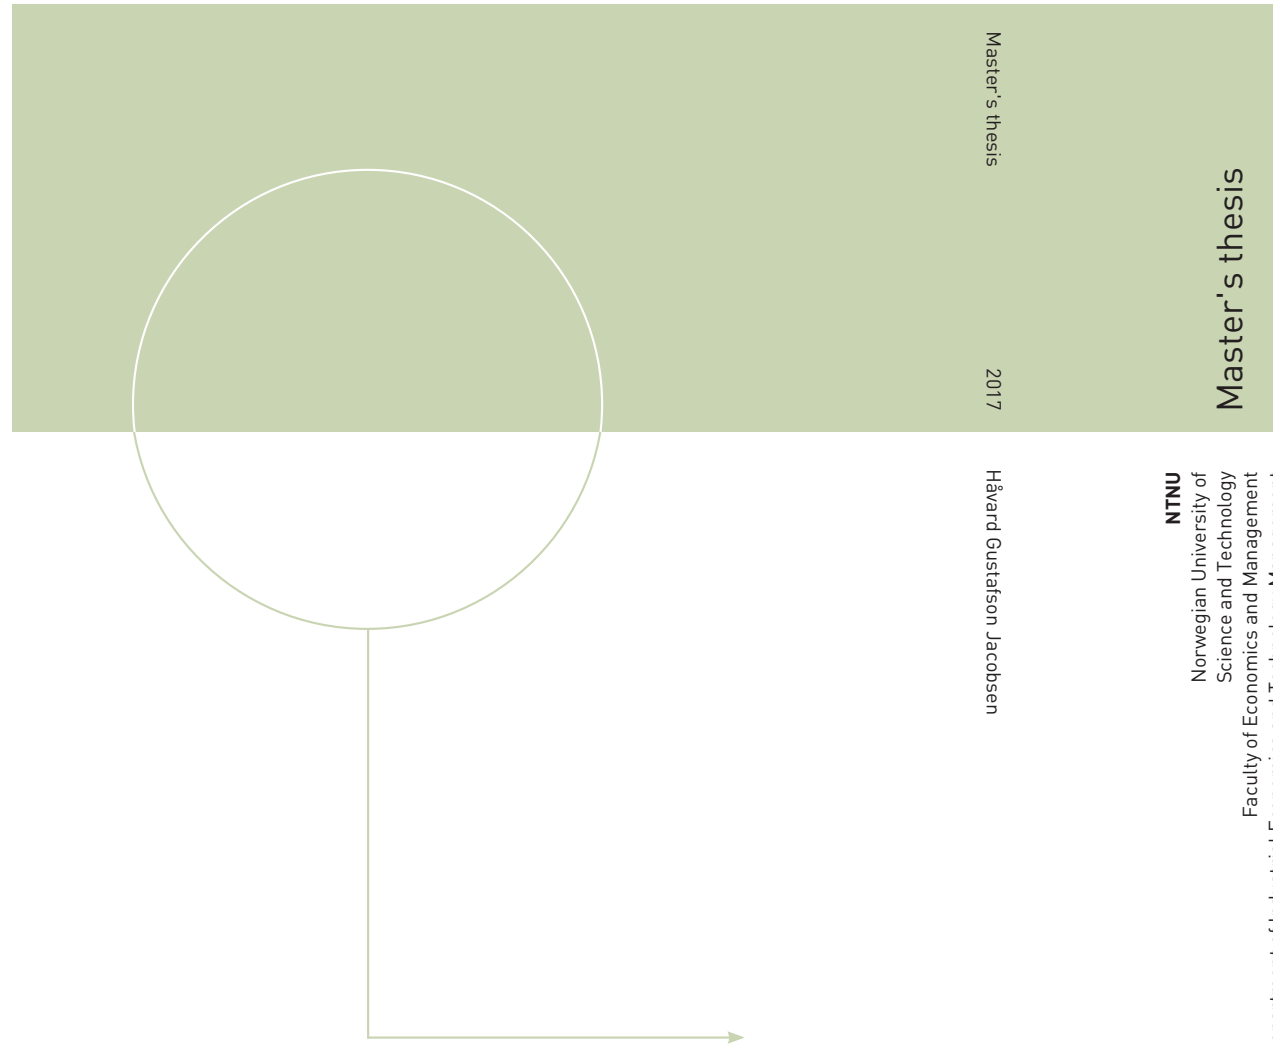 Master's thesis
2017
Håvard Gustafson Jacobsen
Master's thesis
NTNU
Norwegian University of
Science and Technology
Faculty of Economics and Management